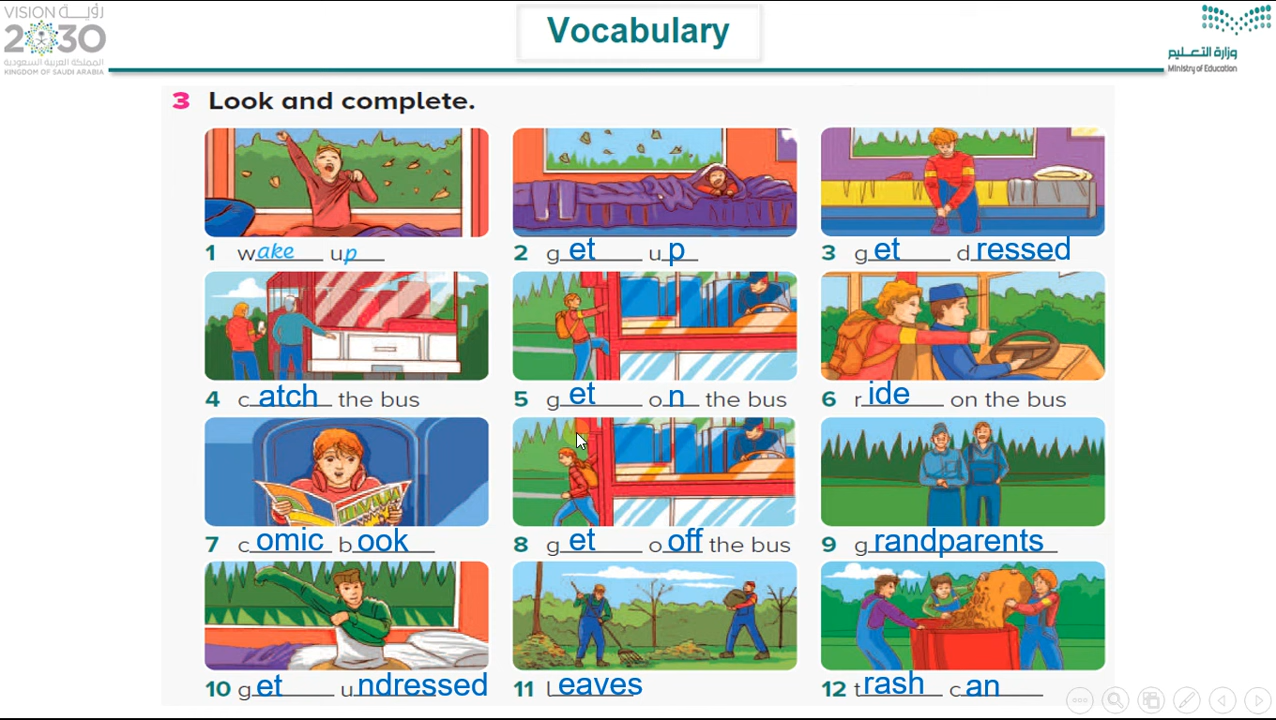 VISION رؤية
2030
المملكة العربية السعودية
KINGDOM OF SAUDI ARABIA
Vocabulary
وزارة التعليم
Ministry of Education
3 Look and complete.
1 wake up
2 get up
3 get dressed
4 catch the bus
5 get on the bus
6 ride on the bus
7 comic book
8 get ooff the bus
9 grandparents
10 get undressed
11 leaves
12 trash can